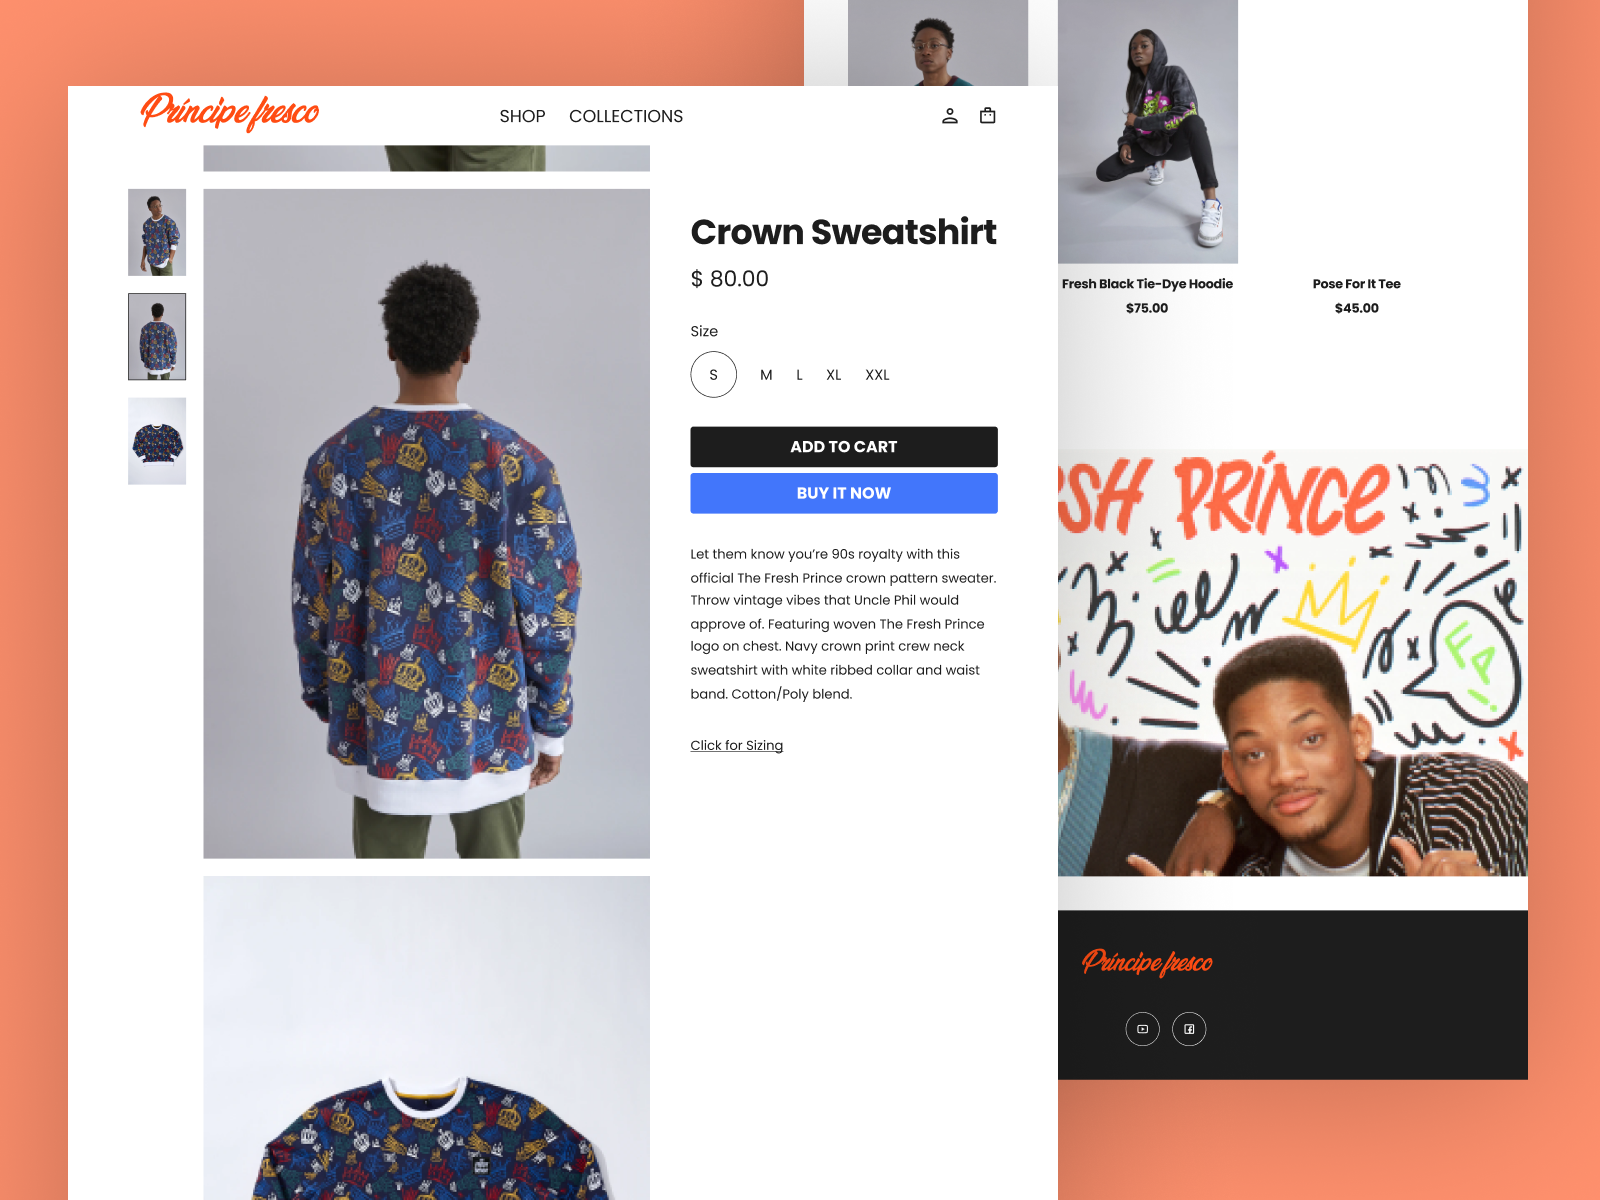 Príncipe fresco
SHOP
COLLECTIONS
Crown Sweatshirt
$ 80.00
Size
S
M
L
XL
XXL
ADD TO CART
BUY IT NOW
Let them know you’re 90s royalty with this
official The Fresh Prince crown pattern sweater.
Throw vintage vibes that Uncle Phil would
approve of. Featuring woven The Fresh Prince
logo on chest. Navy crown print crew neck
sweatshirt with white ribbed collar and waist
band. Cotton/Poly blend.
Click for Sizing
Fresh Black Tie-Dye Hoodie
$75.00
Pose For It Tee
$45.00
SH PRINCE
Príncipe fresco